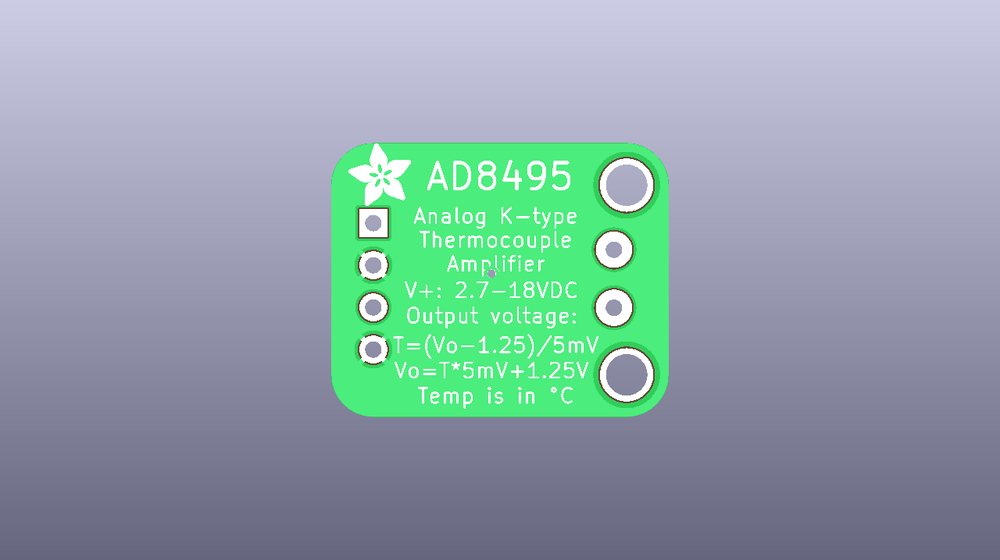 AD8495
Analog K-type
Thermocouple
Amplifier
V+: 2.7-18VDC
Output voltage:
T=(Vo-1.25)/5mV
Vo=T*5mV+1.25V
Temp is in °C